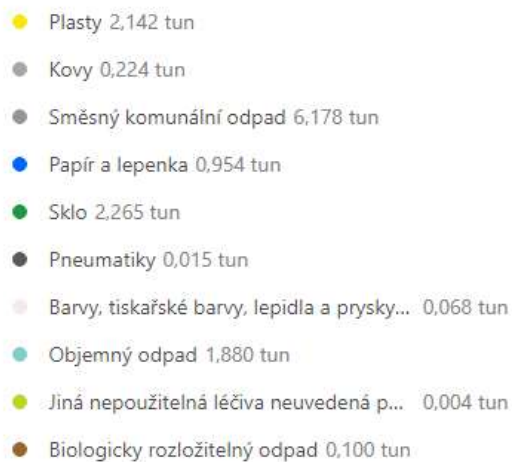 Plasty 2,142 tun
Kovy 0,224 tun
Směsný komunální odpad 6,178 tun
Papír a lepenka 0,954 tun
Sklo 2,265 tun
Pneumatiky 0,015 tun
Barvy, tiskařské barvy, lepidla a prysky... 0,068 tun
Objemný odpad 1,880 tun
Jiná nepoužitelná léčiva neuvedená p... 0,004 tun
Biologicky rozložitelný odpad 0,100 tun